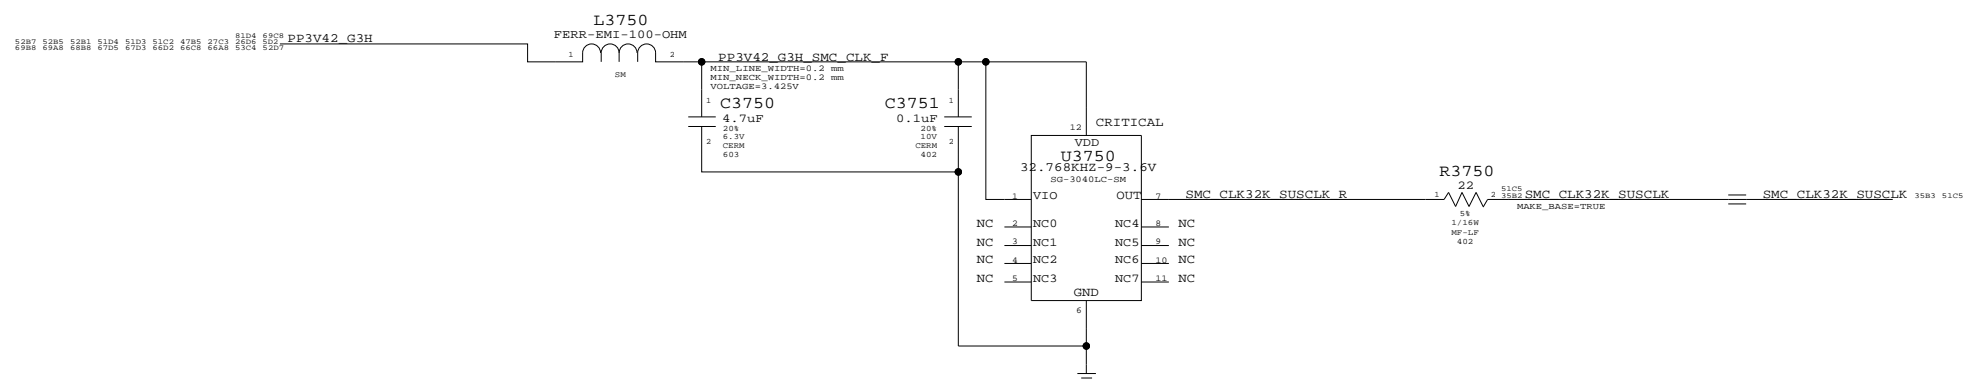 L3750
FERR-EMI-100-OHM
81D4 69C8
52B7 52B5 52B1 51D4 51D3 51C2 47B5 27C3 26D6 5D2
69B8 69A8 68B8 67D5 67D3 66D2 66C8 66A8 53C4 52D7
PP3V42_G3H
1 2
SM
PP3V42_G3H_SMC_CLK_F
MIN_LINE_WIDTH=0.2 mm
MIN_NECK_WIDTH=0.2 mm
VOLTAGE=3.425V
1
C3750
4.7uF
20%
6.3V
CERM
603
2
C3751
1
0.1uF
20%
10V
CERM
402
2
12
CRITICAL
VDD
U3750
32.768KHZ-9-3.6V
SG-3040LC-SM
1 VIO OUT 7
NC 2 NC0 NC4 8 NC
NC 3 NC1 NC5 9 NC
NC 4 NC2 NC6 10 NC
NC 5 NC3 NC7 11 NC
GND
6
SMC_CLK32K_SUSCLK_R
R3750
22
1 2
5%
1/16W
MF-LF
402
51C5
35B2
SMC_CLK32K_SUSCLK
MAKE_BASE=TRUE
SMC_CLK32K_SUSCLK
35B3 51C5